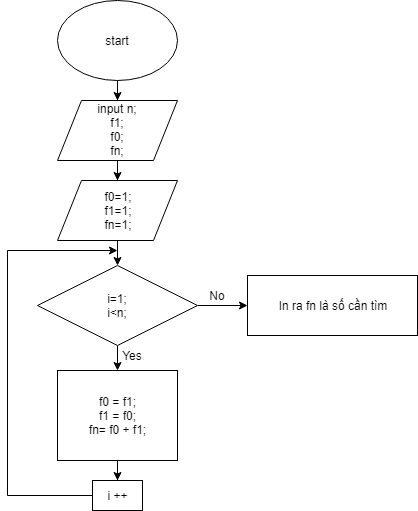 start
input n;
f1;
f0;
fn;
f0=1;
f1=1;
fn=1;
i=1;
i<n;
No
In ra fn là số cần tìm
Yes
f0 = f1;
f1 = f0;
fn= f0 + f1;
i ++